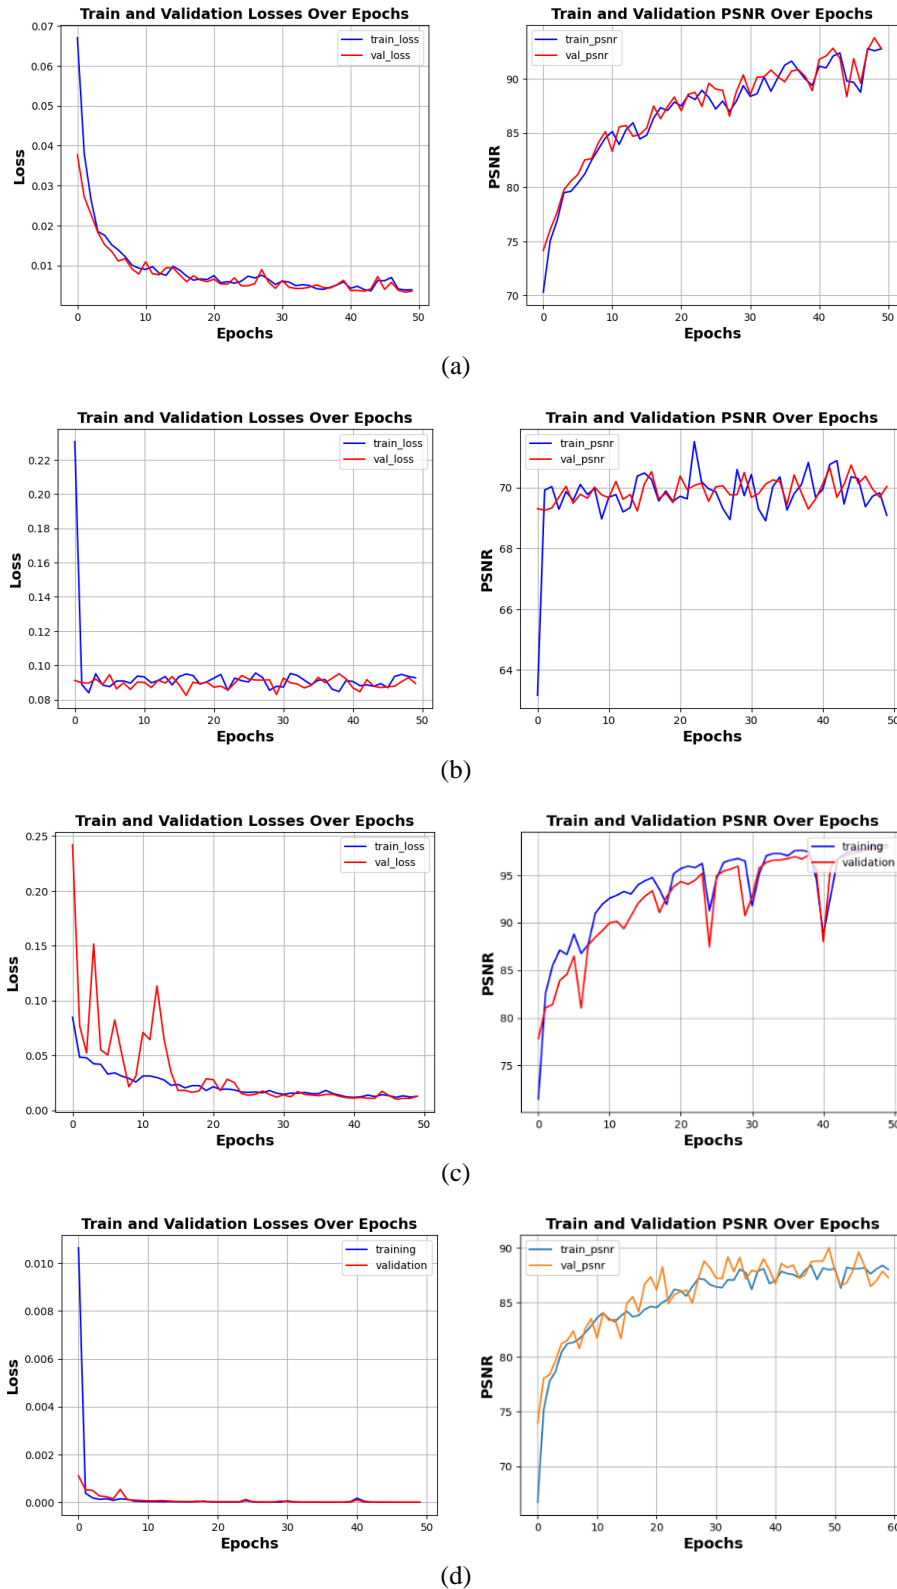 Train and Validation Losses Over Epochs
0.07
0.06
0.05
0.04
0.03
0.02
0.01
Loss
train_loss
val_loss
0 10 20 30 40 50
Epochs
Train and Validation PSNR Over Epochs
90
85
80
75
70
PSNR
train_psnr
val_psnr
0 10 20 30 40 50
Epochs
(a)
Train and Validation Losses Over Epochs
0.22
0.20
0.18
0.16
0.14
0.12
0.10
0.08
Loss
train_loss
val_loss
0 10 20 30 40 50
Epochs
Train and Validation PSNR Over Epochs
70
68
66
64
PSNR
train_psnr
val_psnr
0 10 20 30 40 50
Epochs
(b)
Train and Validation Losses Over Epochs
0.25
0.20
0.15
0.10
0.05
0.00
Loss
train_loss
val_loss
0 10 20 30 40 50
Epochs
Train and Validation PSNR Over Epochs
95
90
85
80
75
PSNR
training
validation
0 10 20 30 40 50
Epochs
(c)
Train and Validation Losses Over Epochs
0.010
0.008
0.006
0.004
0.002
0.000
Loss
training
validation
0 10 20 30 40 50
Epochs
Train and Validation PSNR Over Epochs
90
85
80
75
70
PSNR
train_psnr
val_psnr
0 10 20 30 40 50 60
Epochs
(d)